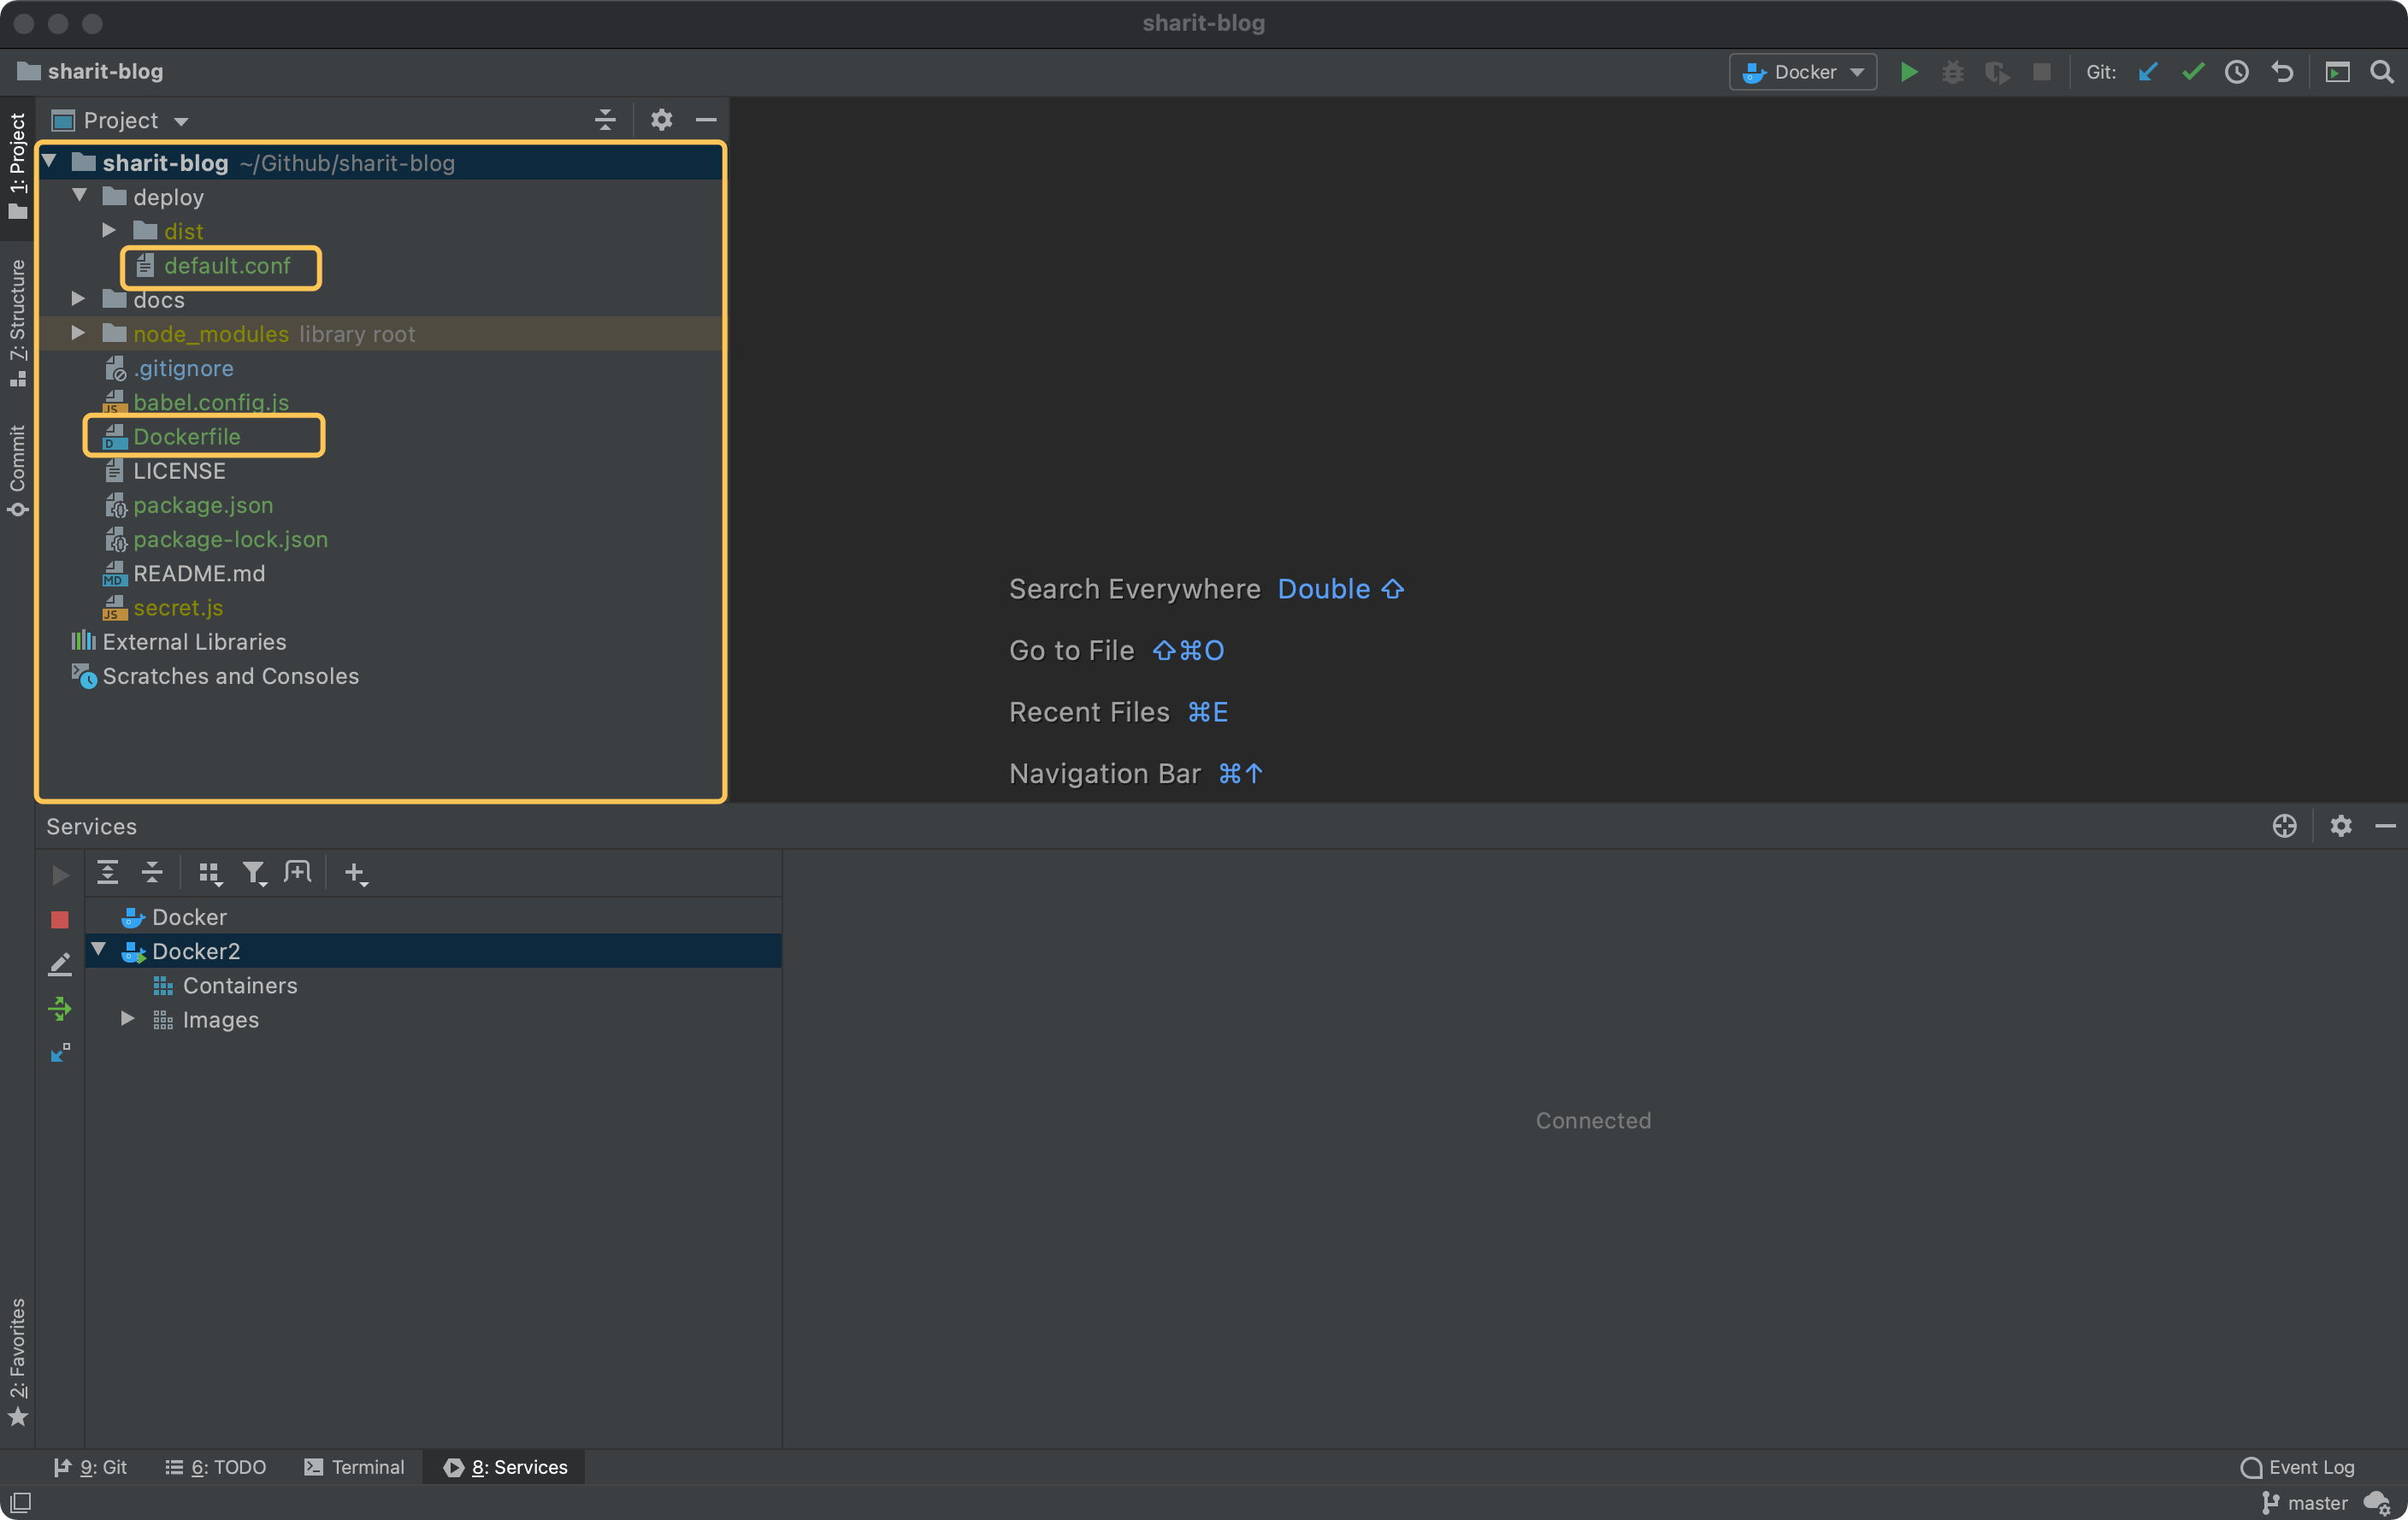 sharit-blog
sharit-blog
Docker
Git:
1: Project
Project
sharit-blog ~/Github/sharit-blog
deploy
dist
default.conf
docs
node_modules library root
.gitignore
babel.config.js
Dockerfile
LICENSE
package.json
package-lock.json
README.md
secret.js
External Libraries
Scratches and Consoles
7: Structure
Commit
Search Everywhere Double ⇧
Go to File ⇧⌘O
Recent Files ⌘E
Navigation Bar ⌘↑
Services
Docker
Docker2
Containers
Images
Connected
2: Favorites
9: Git
6: TODO
Terminal
8: Services
Event Log
master